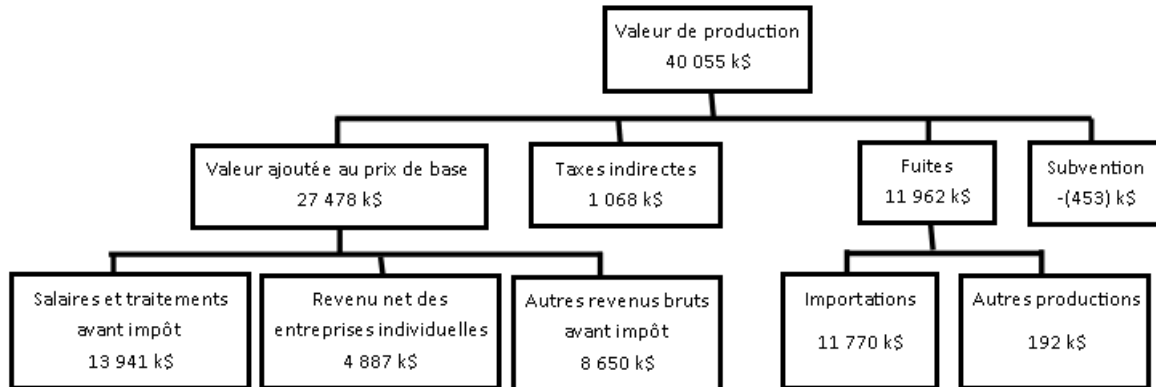 Valeur de production
40 055 k$
Valeur ajoutée au prix de base
27 478 k$
Taxes indirectes
1 068 k$
Fuites
11 962 k$
Subvention
-(453) k$
Salaires et traitements
avant impôt
13 941 k$
Revenu net des
entreprises individuelles
4 887 k$
Autres revenus bruts
avant impôt
8 650 k$
Importations
11 770 k$
Autres productions
192 k$